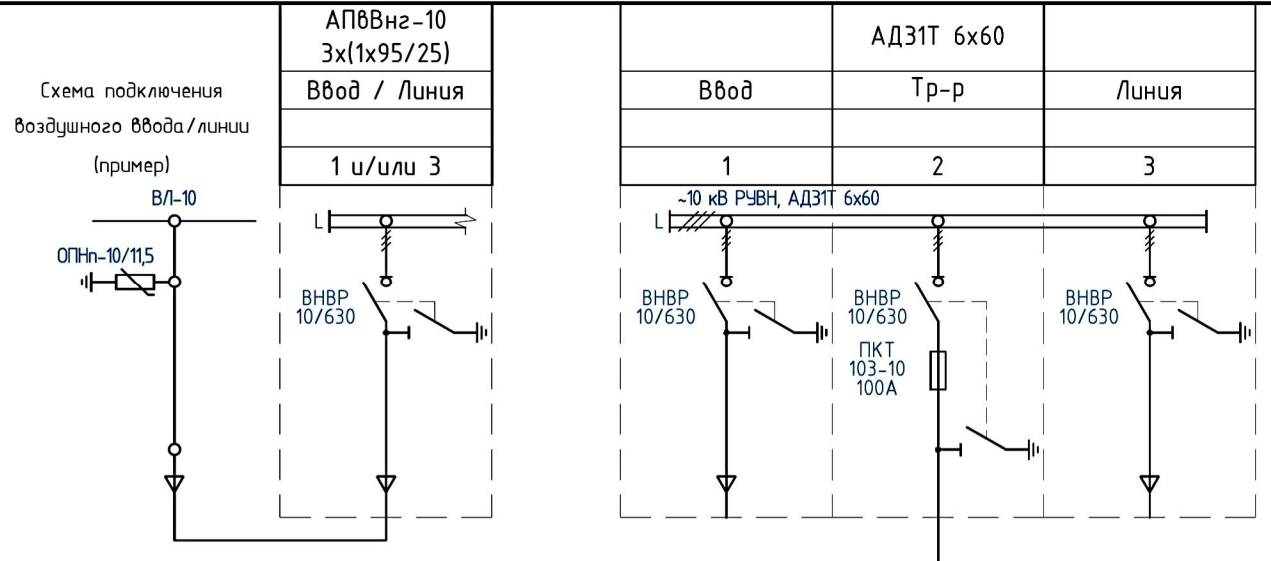 АПвВнг-10
3х(1х95/25)
Ввод / Линия
1 и/или 3
Схема подключения
воздушного ввода/линии
(пример)
ВЛ-10
ОПНп-10/11,5
L
ВНВР
10/630
АД31Т 6х60
Ввод
Тр-р
Линия
1
2
3
~10 кВ РУВН, АД31Т 6х60
L
ВНВР
10/630
ВНВР
10/630
ПКТ
103-10
100А
ВНВР
10/630